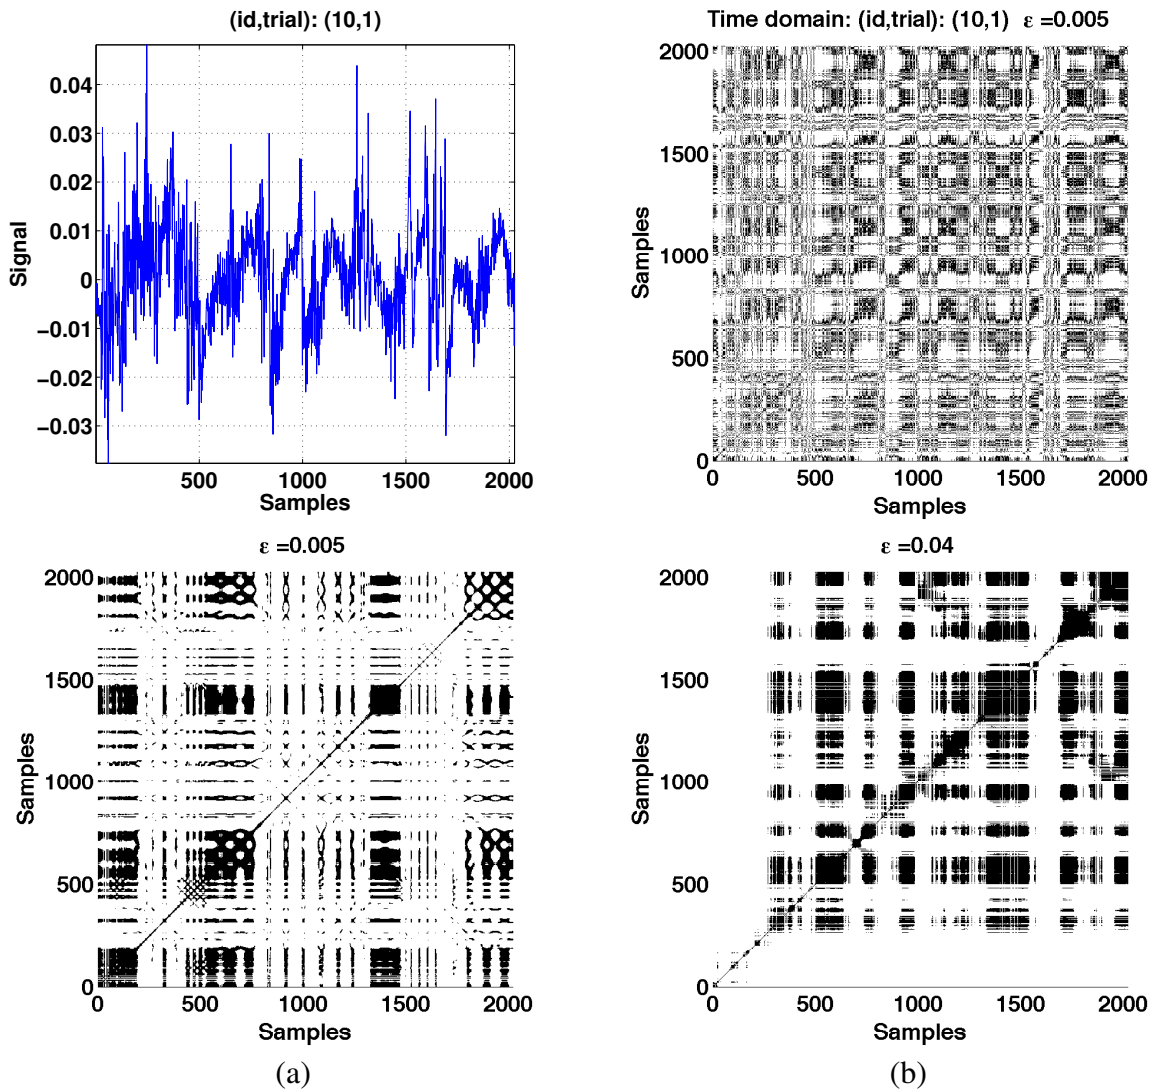 (id,trial): (10,1)
0.04
0.03
0.02
0.01
0
−0.01
−0.02
−0.03
Signal
500 1000 1500 2000
Samples
Time domain: (id,trial): (10,1) ε =0.005
2000
1500
1000
500
0
Samples
0 500 1000 1500 2000
Samples
ε =0.005
2000
1500
1000
500
0
Samples
0 500 1000 1500 2000
Samples
(a)
ε =0.04
2000
1500
1000
500
0
Samples
0 500 1000 1500 2000
Samples
(b)